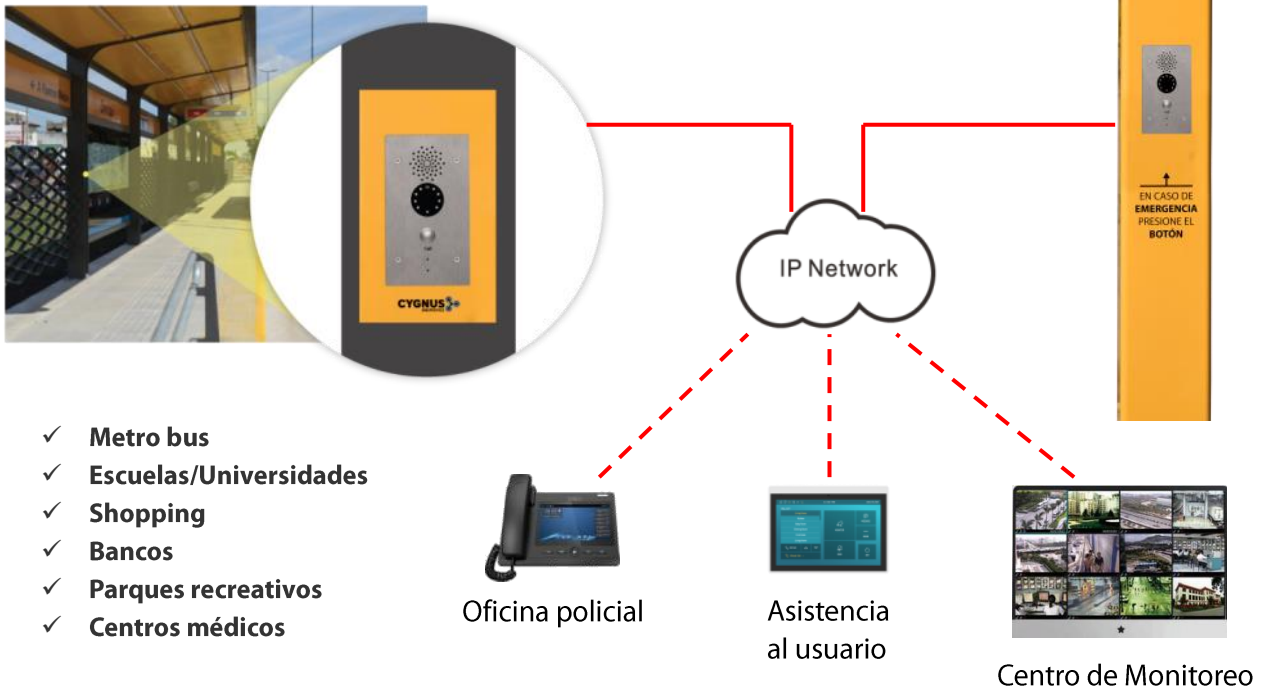 CYGNUS
EN CASO DE
EMERGENCIA
PRESIONE EL
BOTÓN
IP Network
✓ Metro bus
✓ Escuelas/Universidades
✓ Shopping
✓ Bancos
✓ Parques recreativos
✓ Centros médicos
Oficina policial
Asistencia
al usuario
Centro de Monitoreo